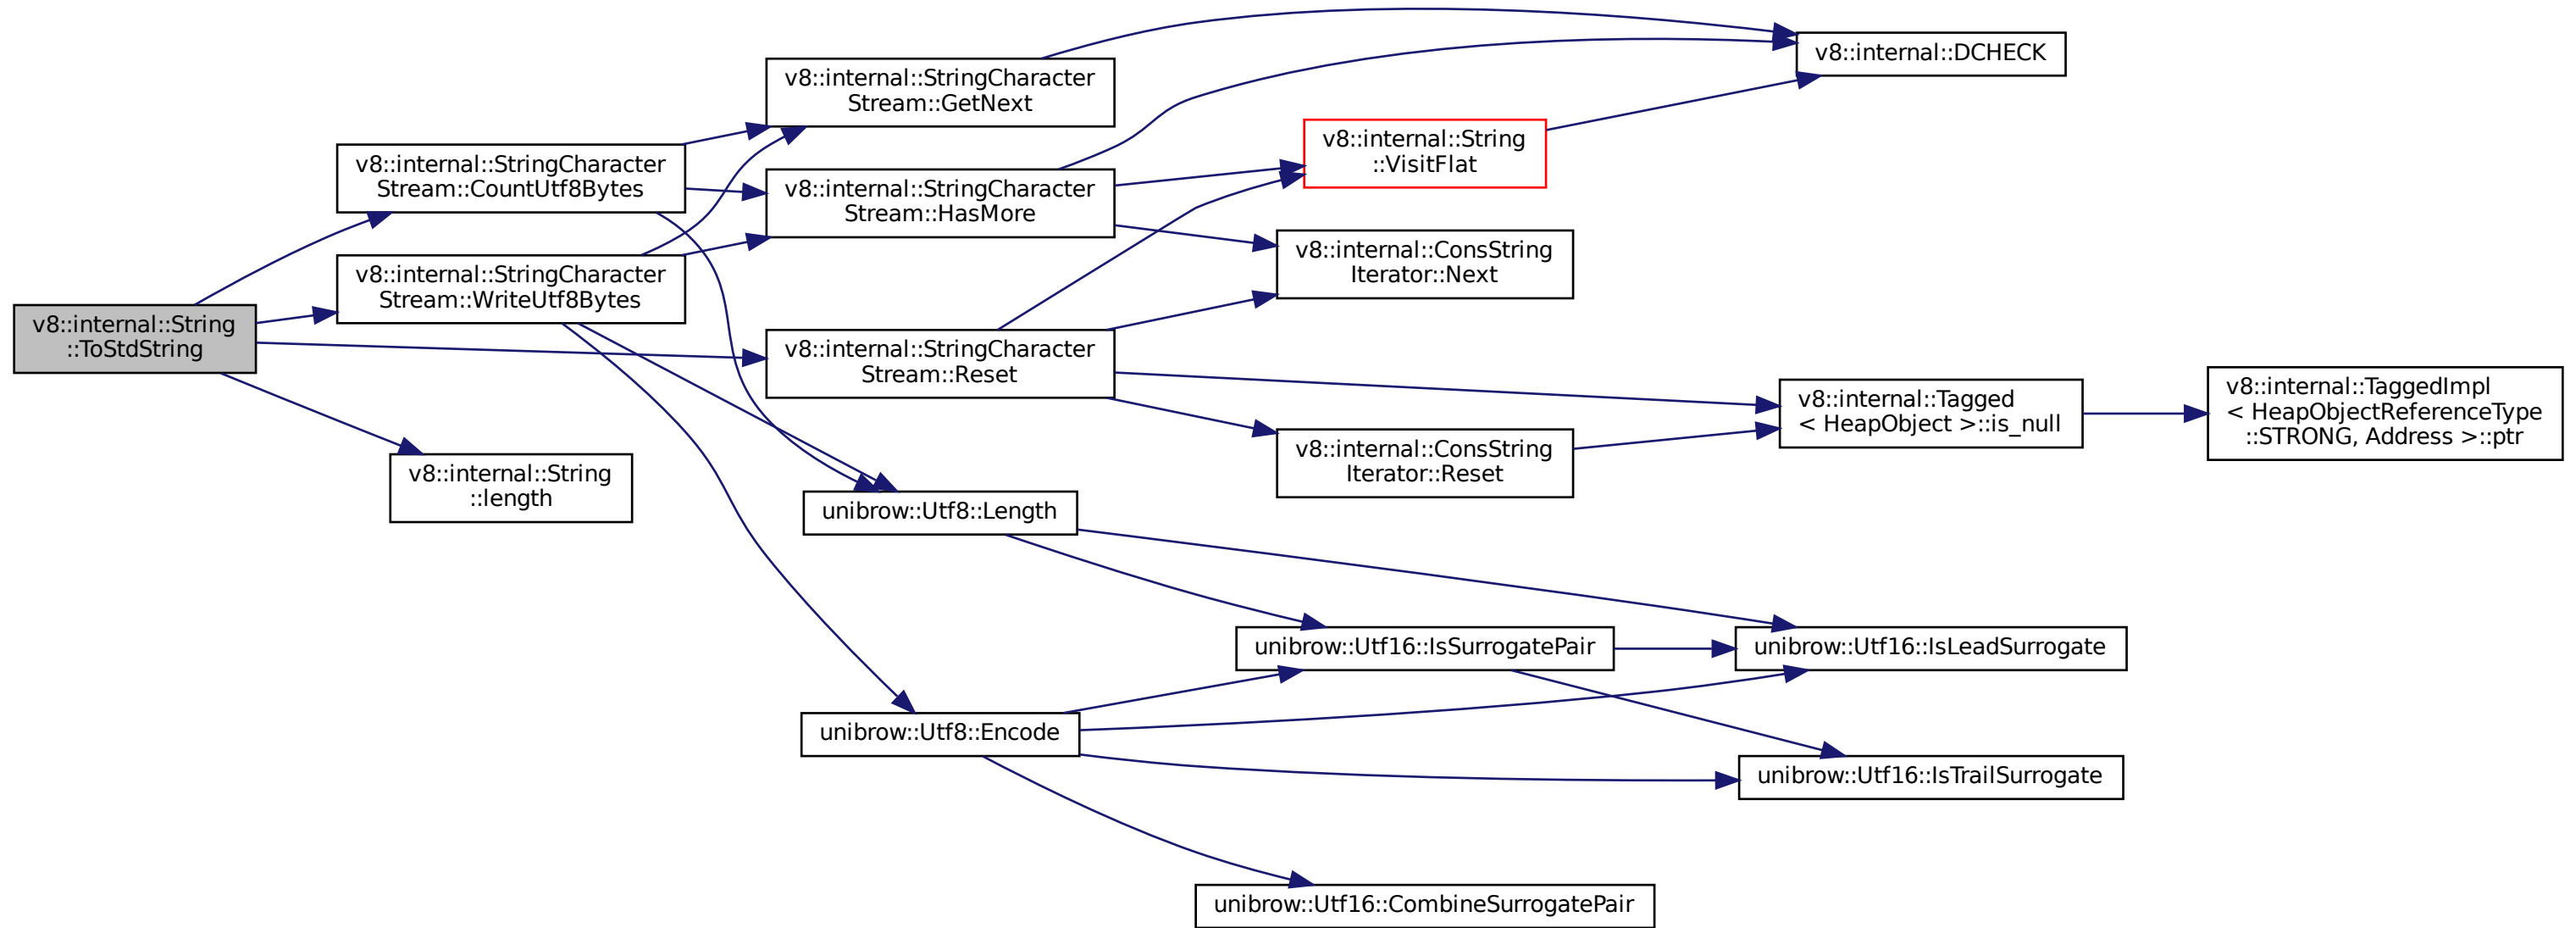 v8::internal::String
::ToStdString
v8::internal::StringCharacter
Stream::CountUtf8Bytes
v8::internal::StringCharacter
Stream::WriteUtf8Bytes
v8::internal::String
::length
v8::internal::StringCharacter
Stream::GetNext
v8::internal::StringCharacter
Stream::HasMore
v8::internal::StringCharacter
Stream::Reset
unibrow::Utf8::Length
unibrow::Utf8::Encode
v8::internal::String
::VisitFlat
v8::internal::ConsString
Iterator::Next
v8::internal::ConsString
Iterator::Reset
unibrow::Utf16::IsSurrogatePair
unibrow::Utf16::CombineSurrogatePair
v8::internal::DCHECK
v8::internal::Tagged
< HeapObject >::is_null
unibrow::Utf16::IsLeadSurrogate
unibrow::Utf16::IsTrailSurrogate
v8::internal::TaggedImpl
< HeapObjectReferenceType
::STRONG, Address >::ptr